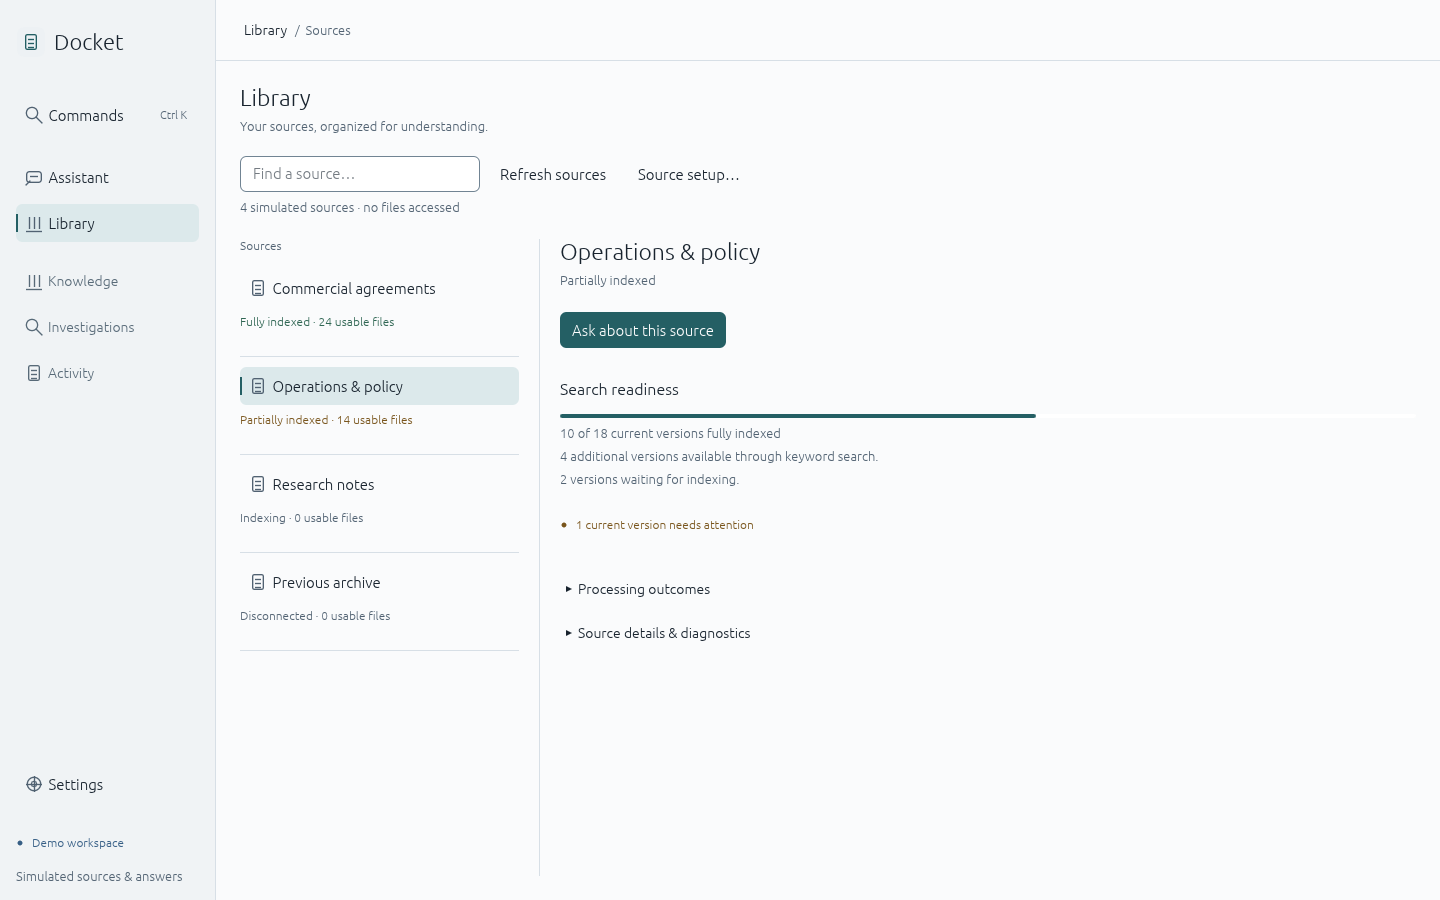 Docket
Commands Ctrl K
Assistant
Library
Knowledge
Investigations
Activity
Settings
Demo workspace
Simulated sources & answers
Library / Sources
Library
Your sources, organized for understanding.
Find a source…
Refresh sources
Source setup…
4 simulated sources · no files accessed
Sources
Commercial agreements
Fully indexed · 24 usable files
Operations & policy
Partially indexed · 14 usable files
Research notes
Indexing · 0 usable files
Previous archive
Disconnected · 0 usable files
Operations & policy
Partially indexed
Ask about this source
Search readiness
10 of 18 current versions fully indexed
4 additional versions available through keyword search.
2 versions waiting for indexing.
1 current version needs attention
Processing outcomes
Source details & diagnostics